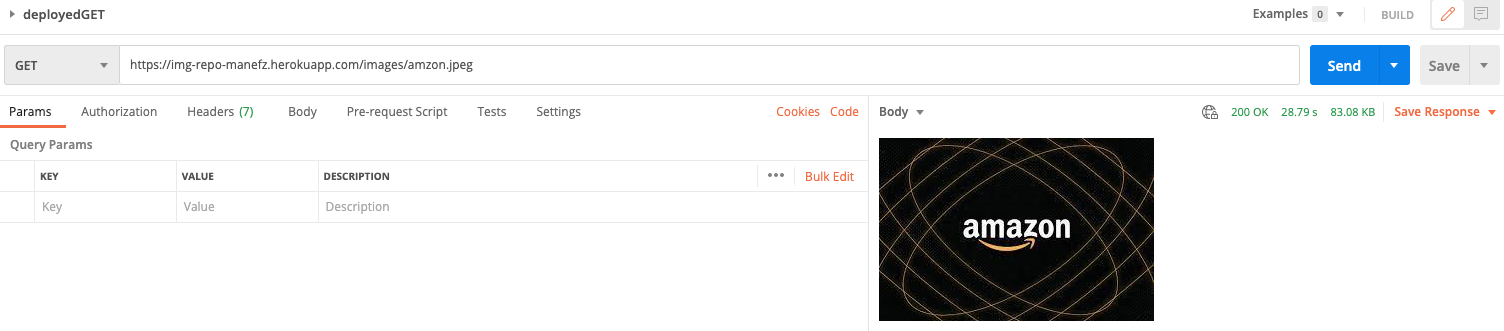 deployedGET
Examples 0 BUILD
GET https://img-repo-manefz.herokuapp.com/images/amzon.jpeg Send Save
Params Authorization Headers (7) Body Pre-request Script Tests Settings Cookies Code
Body 200 OK 28.79 s 83.08 KB Save Response
Query Params
KEY VALUE DESCRIPTION ••• Bulk Edit
Key Value Description
amazon